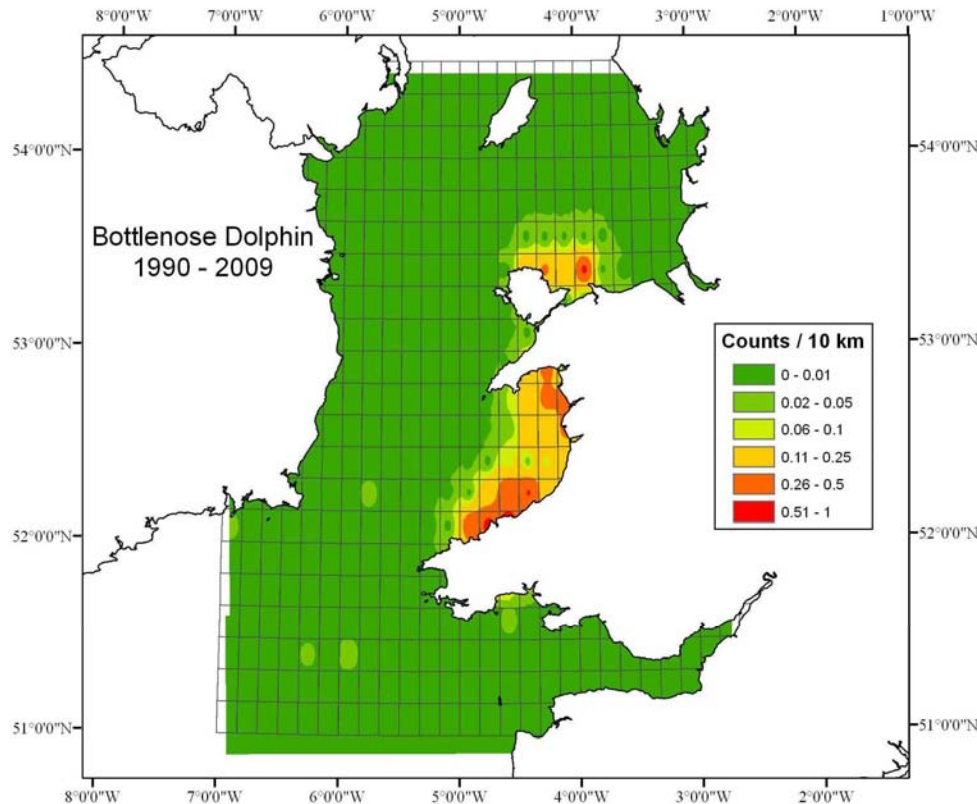 8°0'0"W 7°0'0"W 6°0'0"W 5°0'0"W 4°0'0"W 3°0'0"W 2°0'0"W 1°0'0"W
54°0'0"N 54°0'0"N
Bottlenose Dolphin
1990 - 2009
53°0'0"N 53°0'0"N
Counts / 10 km
0 - 0.01
0.02 - 0.05
0.06 - 0.1
0.11 - 0.25
0.26 - 0.5
0.51 - 1
52°0'0"N 52°0'0"N
51°0'0"N 51°0'0"N
8°0'0"W 7°0'0"W 6°0'0"W 5°0'0"W 4°0'0"W 3°0'0"W 2°0'0"W